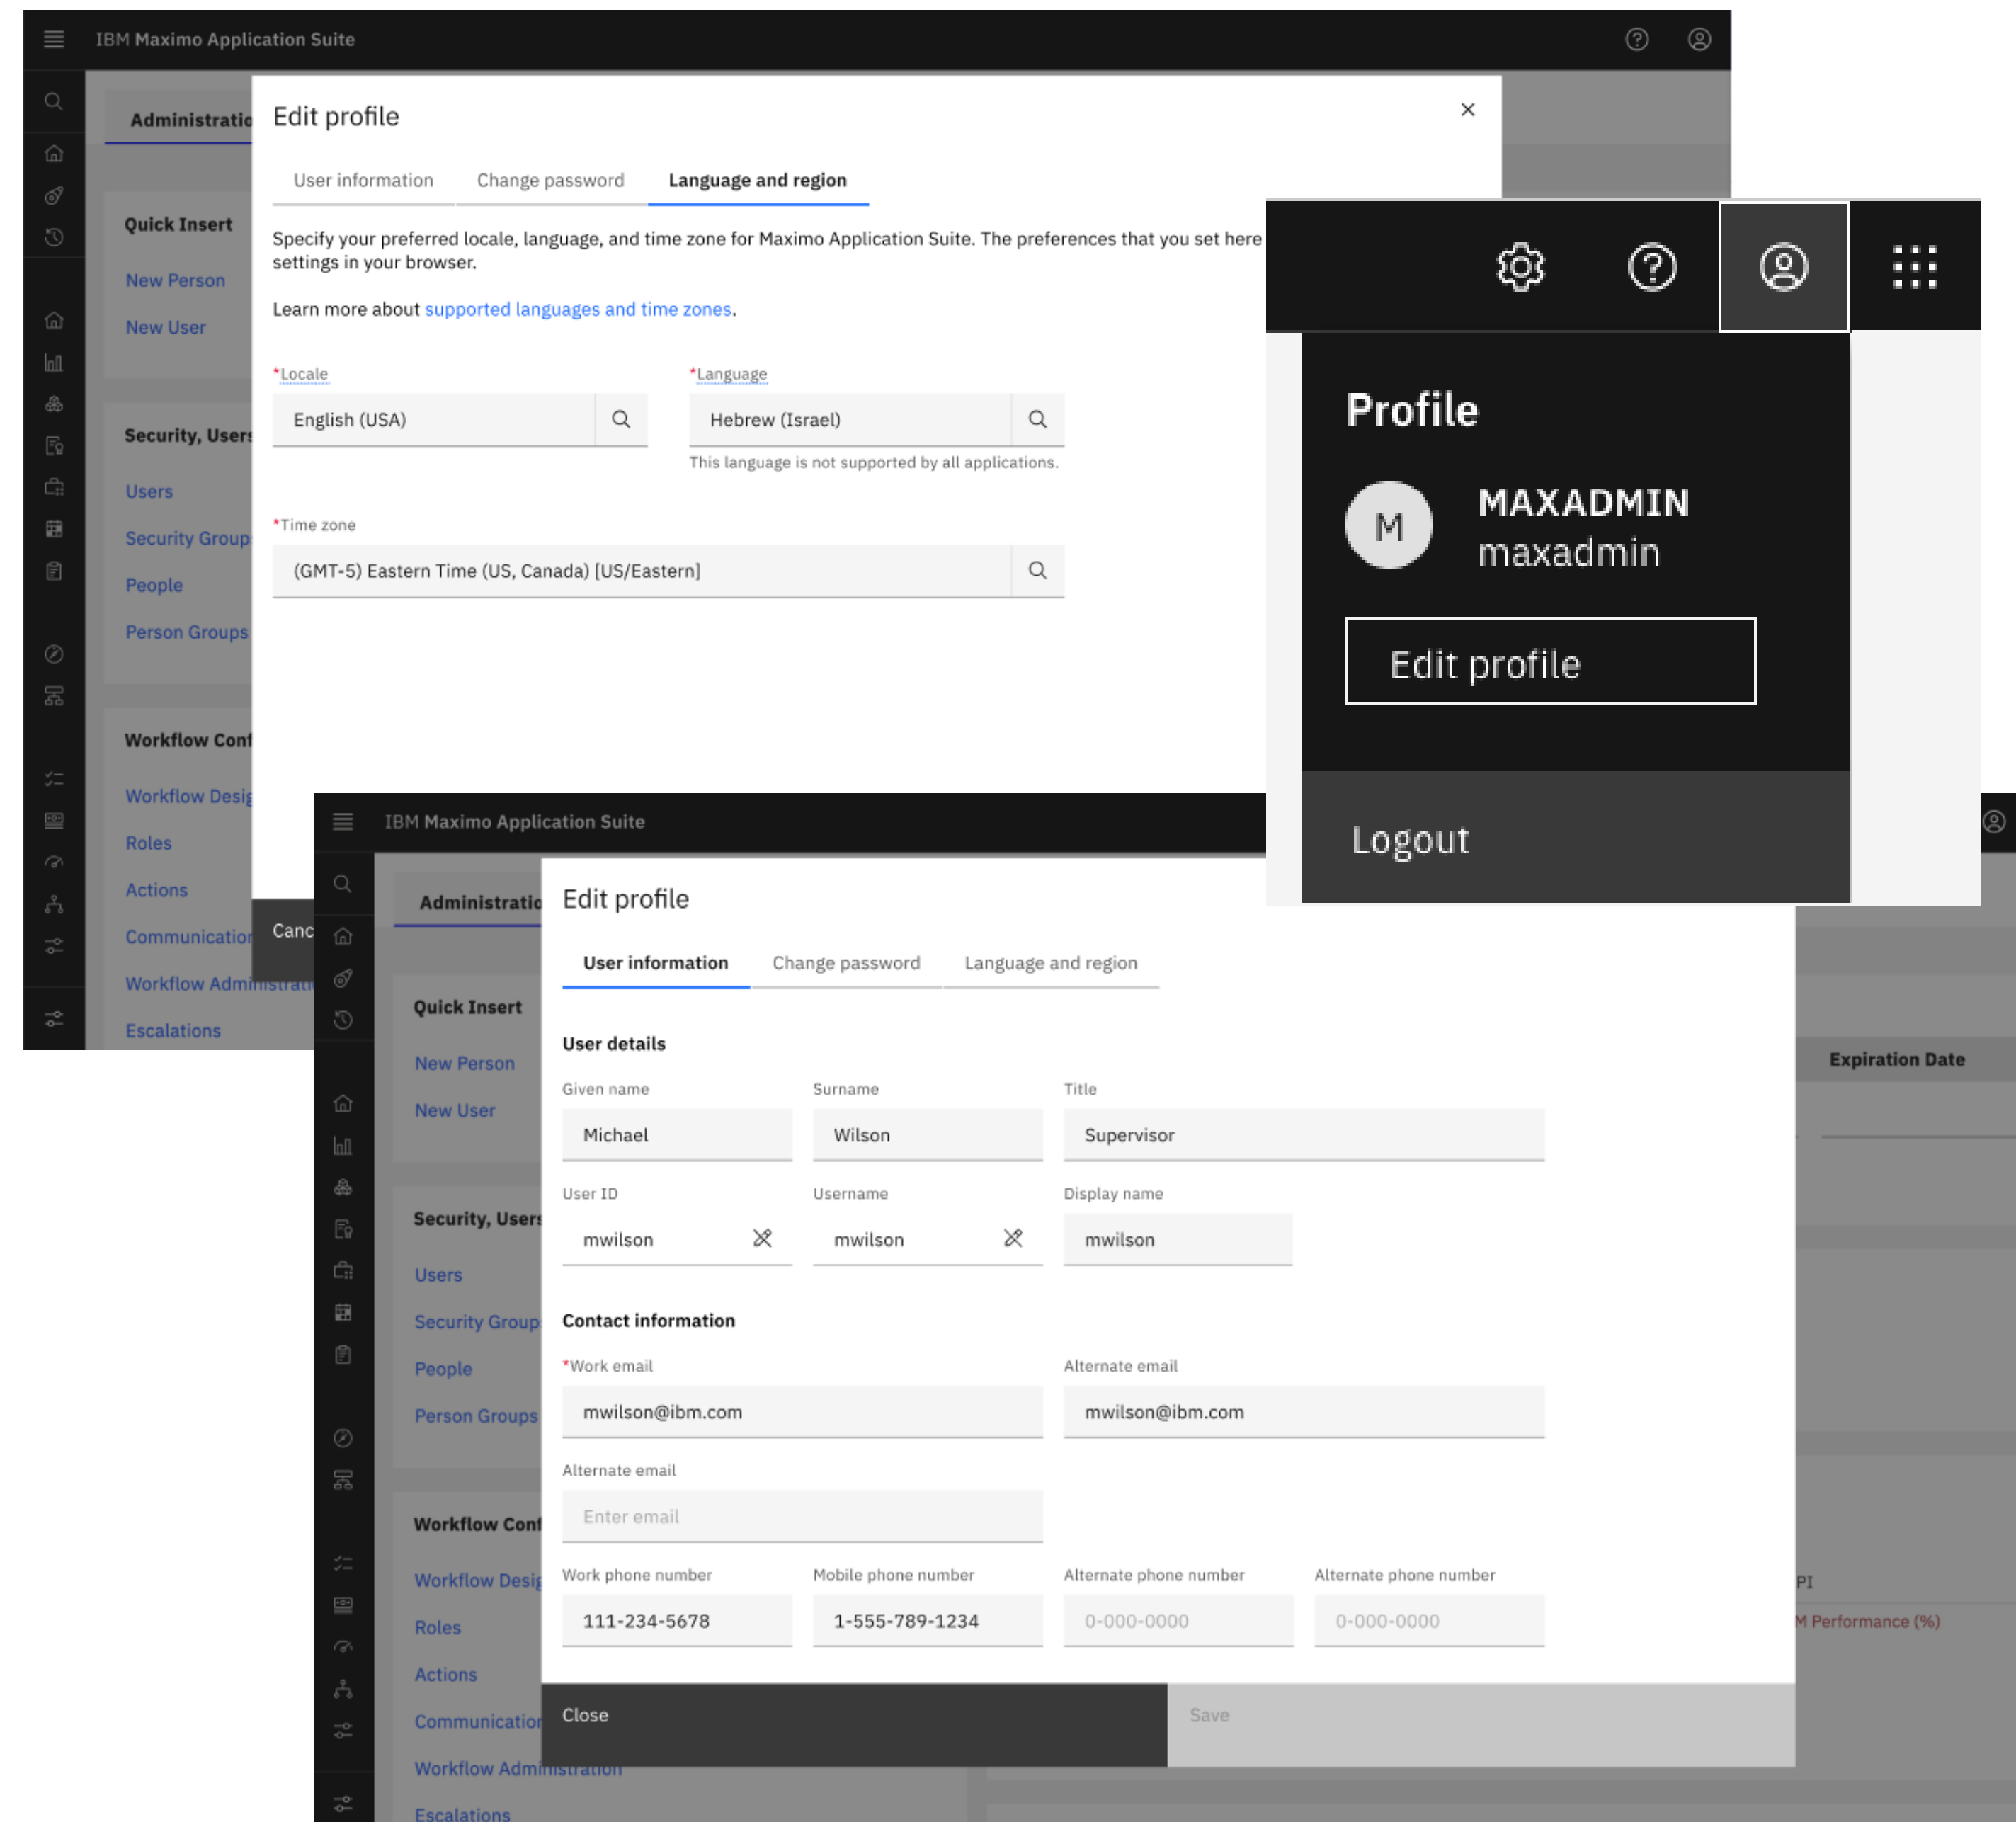 IBM Maximo Application Suite
Administratio
Quick Insert
New Person
New User
Security, Users
Users
Security Group
People
Person Groups
Workflow Conf
Workflow Desig
Roles
Actions
Communication
Workflow Administrati
Escalations
Edit profile
User information
Change password
Language and region
Specify your preferred locale, language, and time zone for Maximo Application Suite. The preferences that you set here
settings in your browser.
Learn more about supported languages and time zones.
*Locale
*Language
English (USA)
Hebrew (Israel)
This language is not supported by all applications.
*Time zone
(GMT-5) Eastern Time (US, Canada) [US/Eastern]
Canc
Profile
M
MAXADMIN
maxadmin
Edit profile
Logout
IBM Maximo Application Suite
Administratio
Quick Insert
New Person
New User
Security, Users
Users
Security Group
People
Person Groups
Workflow Conf
Workflow Desig
Roles
Actions
Communication
Workflow Administration
Escalations
Edit profile
User information
Change password
Language and region
User details
Given name
Surname
Title
Michael
Wilson
Supervisor
User ID
Username
Display name
mwilson
mwilson
mwilson
Contact information
*Work email
Alternate email
mwilson@ibm.com
mwilson@ibm.com
Alternate email
Enter email
Work phone number
Mobile phone number
Alternate phone number
Alternate phone number
111-234-5678
1-555-789-1234
0-000-0000
0-000-0000
Close
Save
Expiration Date
PI
M Performance (%)